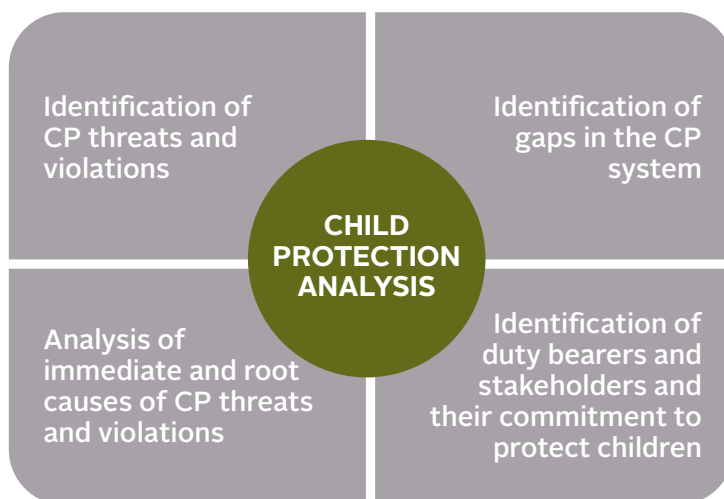 Identification of
CP threats and
violations
Identification of
gaps in the CP
system
CHILD
PROTECTION
ANALYSIS
Analysis of
immediate and root
causes of CP threats
and violations
Identification of
duty bearers and
stakeholders and
their commitment to
protect children